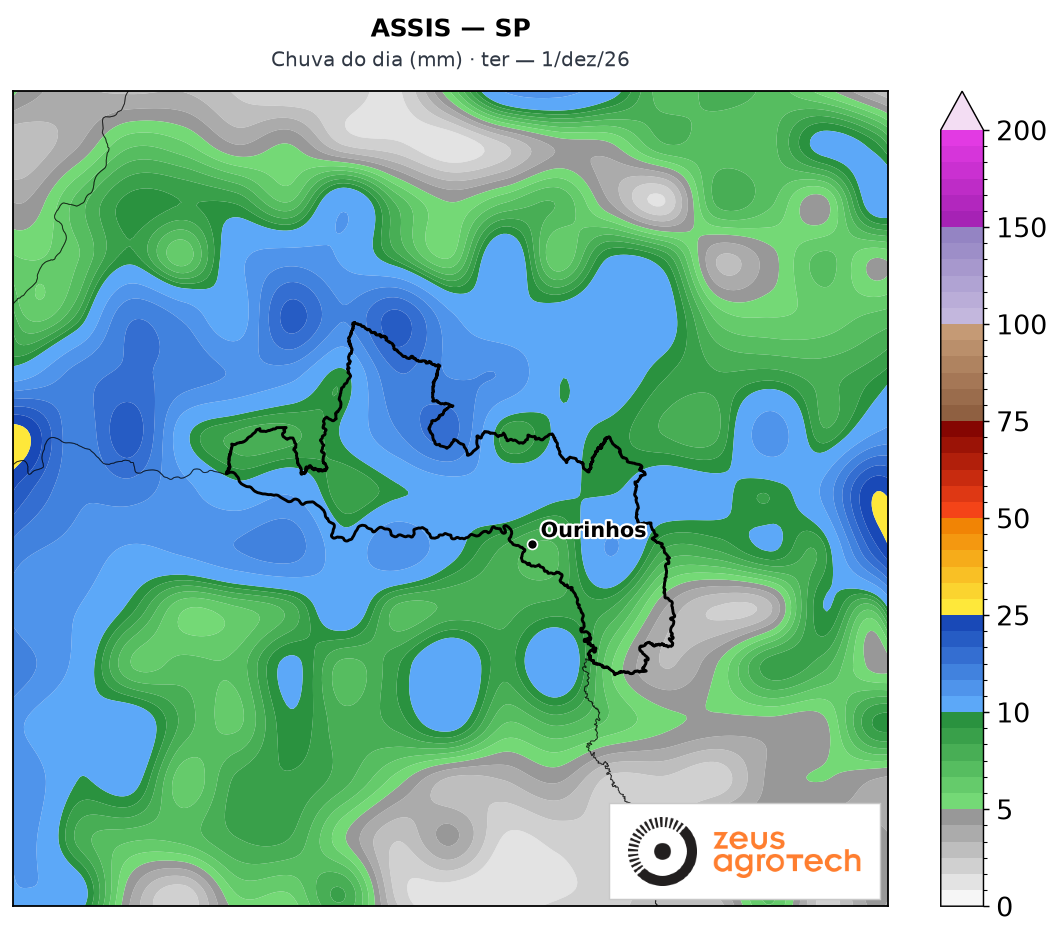 ASSIS — SP
Chuva do dia (mm) · ter — 1/dez/26
200
150
100
75
50
25
10
5
0
Ourinhos
zeus
agrotech